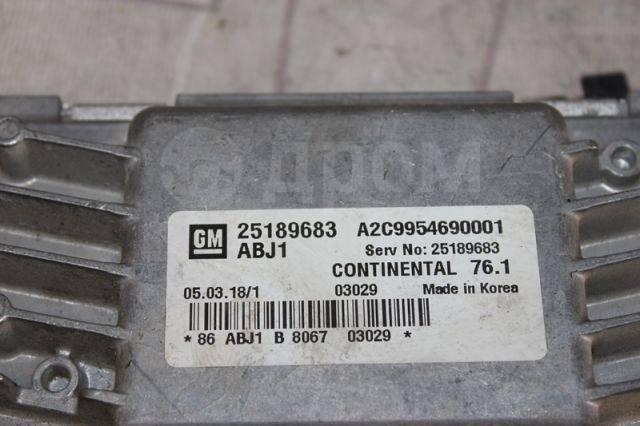 дром
GM 25189683 A2C9954690001
ABJ1 Serv No: 25189683
CONTINENTAL 76.1
05.03.18/1 03029 Made in Korea
* 86 ABJ1 B 8067 03029 *